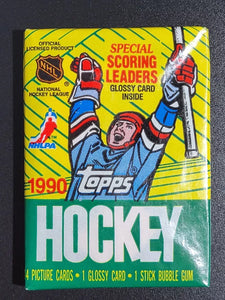 OFFICIAL
LICENSED PRODUCT
NHL
NATIONAL
HOCKEY LEAGUE
NHLPA
SPECIAL
SCORING
LEADERS
GLOSSY CARD
INSIDE
1990 topps
HOCKEY
4 PICTURE CARDS • 1 GLOSSY CARD • 1 STICK BUBBLE GUM